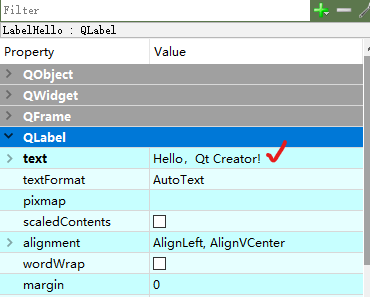 Filter
LabelHello : QLabel
Property Value
QObject
QWidget
QFrame
QLabel
text Hello，Qt Creator!
textFormat AutoText
pixmap
scaledContents
alignment AlignLeft, AlignVCenter
wordWrap
margin 0